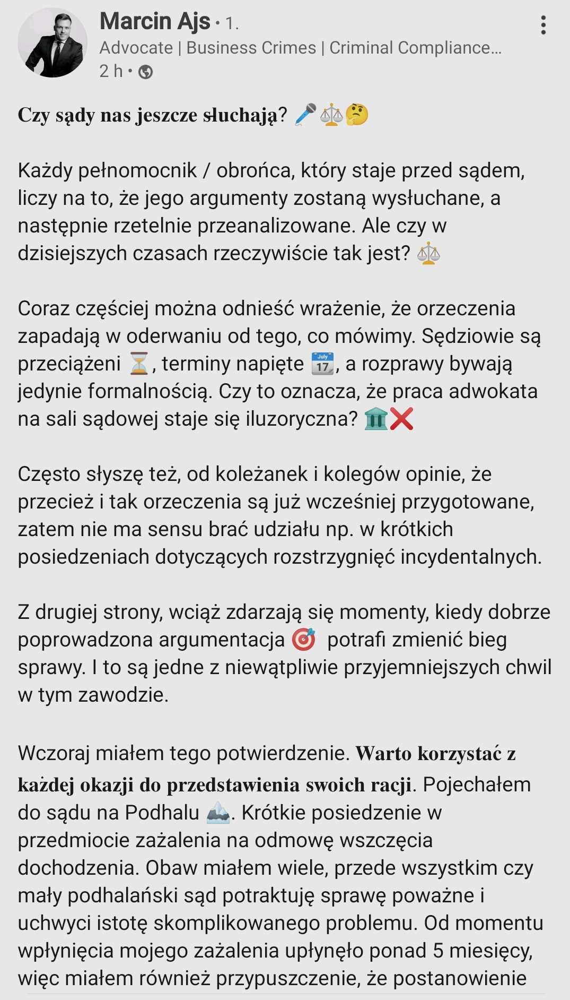 Marcin Ajs • 1.
Advocate | Business Crimes | Criminal Compliance...
2 h •
Czy sądy nas jeszcze słuchają? 🎤⚖️🤔
Każdy pełnomocnik / obrońca, który staje przed sądem,
liczy na to, że jego argumenty zostaną wysłuchane, a
następnie rzetelnie przeanalizowane. Ale czy w
dzisiejszych czasach rzeczywiście tak jest? ⚖️
Coraz częściej można odnieść wrażenie, że orzeczenia
zapadają w oderwaniu od tego, co mówimy. Sędziowie są
przeciążeni ⏳, terminy napięte 📅, a rozprawy bywają
jedynie formalnością. Czy to oznacza, że praca adwokata
na sali sądowej staje się iluzoryczna? 🏛️❌
Często słyszę też, od koleżanek i kolegów opinie, że
przecież i tak orzeczenia są już wcześniej przygotowane,
zatem nie ma sensu brać udziału np. w krótkich
posiedzeniach dotyczących rozstrzygnięć incydentalnych.
Z drugiej strony, wciąż zdarzają się momenty, kiedy dobrze
poprowadzona argumentacja 🎯 potrafi zmienić bieg
sprawy. I to są jedne z niewątpliwie przyjemniejszych chwil
w tym zawodzie.
Wczoraj miałem tego potwierdzenie. Warto korzystać z
każdej okazji do przedstawienia swoich racji. Pojechałem
do sądu na Podhalu 🏔️. Krótkie posiedzenie w
przedmiocie zażalenia na odmowę wszczęcia
dochodzenia. Obaw miałem wiele, przede wszystkim czy
mały podhalański sąd potraktuję sprawę poważne i
uchwyci istotę skomplikowanego problemu. Od momentu
wpłynięcia mojego zażalenia upłynęło ponad 5 miesięcy,
więc miałem również przypuszczenie, że postanowienie